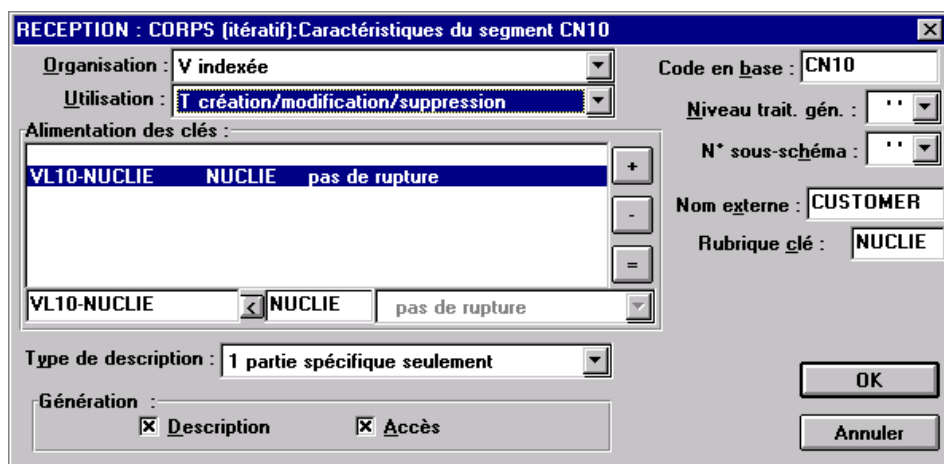 RECEPTION : CORPS (itératif):Caractéristiques du segment CN10
Organisation : V indexée
Code en base : CN10
Utilisation : T création/modification/suppression
Niveau trait. gén. : ' '
Alimentation des clés :
N° sous-schéma : ' '
VL10-NUCLIE NUCLIE pas de rupture
+
-
=
Nom externe : CUSTOMER
Rubrique clé : NUCLIE
VL10-NUCLIE < NUCLIE pas de rupture
Type de description : 1 partie spécifique seulement
OK
Génération :
Description Accès
Annuler